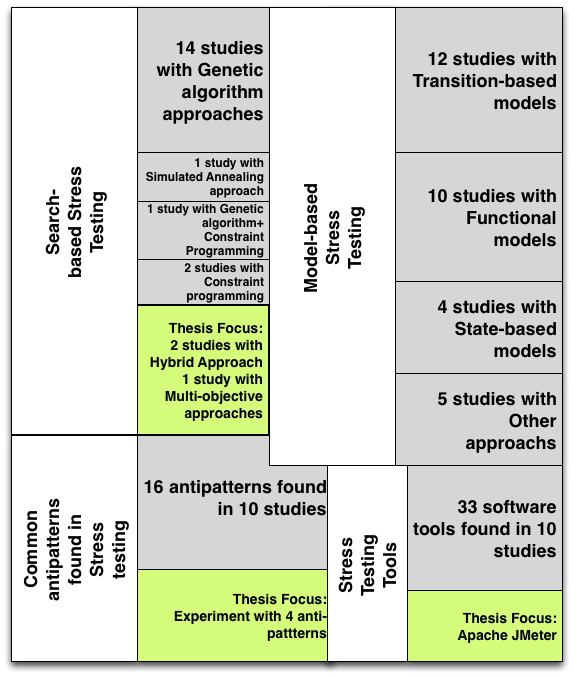 Search-
based Stress
Testing
14 studies
with Genetic
algorithm
approaches
1 study with
Simulated Annealing
approach
1 study with Genetic
algorithm+
Constraint
Programming
2 studies with
Constraint
programming
Thesis Focus:
2 studies with
Hybrid Approach
1 study with
Multi-objective
approaches
Model-based
Stress
Testing
12 studies with
Transition-based
models
10 studies with
Functional
models
4 studies with
State-based
models
5 studies with
Other
approachs
Common
antipatterns
found in
Stress
testing
16 antipatterns found
in 10 studies
Thesis Focus:
Experiment with 4 anti-
pattterns
Stress
Testing
Tools
33 software
tools found in 10
studies
Thesis Focus:
Apache JMeter